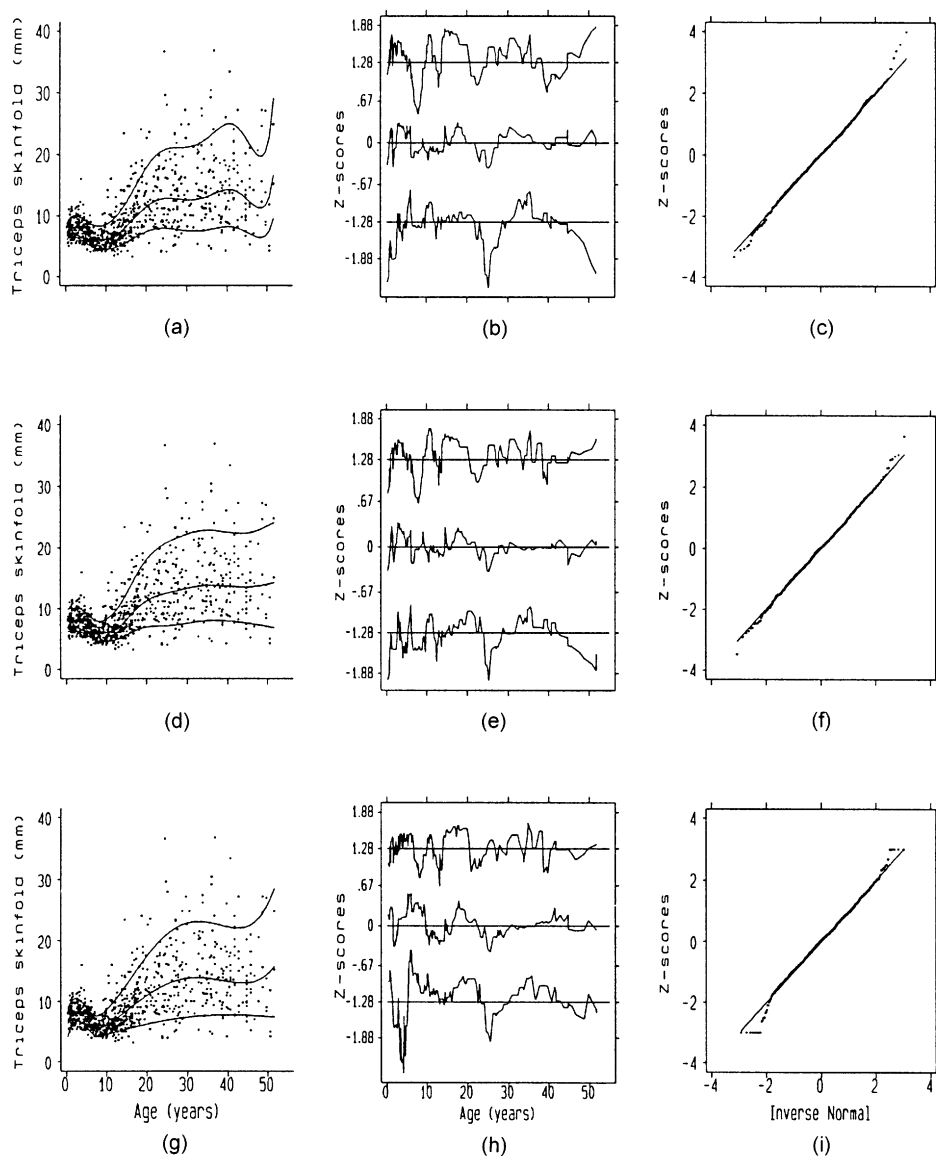 Triceps skinfold (mm)
40
30
20
10
0
(a)
Z-scores
1.88
1.28
.67
0
-.67
-1.28
-1.88
(b)
Z-scores
4
2
0
-2
-4
(c)
Triceps skinfold (mm)
40
30
20
10
0
(d)
Z-scores
1.88
1.28
.67
0
-.67
-1.28
-1.88
(e)
Z-scores
4
2
0
-2
-4
(f)
Triceps skinfold (mm)
40
30
20
10
0
0 10 20 30 40 50
Age (years)
(g)
Z-scores
1.88
1.28
.67
0
-.67
-1.28
-1.88
0 10 20 30 40 50
Age (years)
(h)
Z-scores
4
2
0
-2
-4
-4 -2 0 2 4
Inverse Normal
(i)